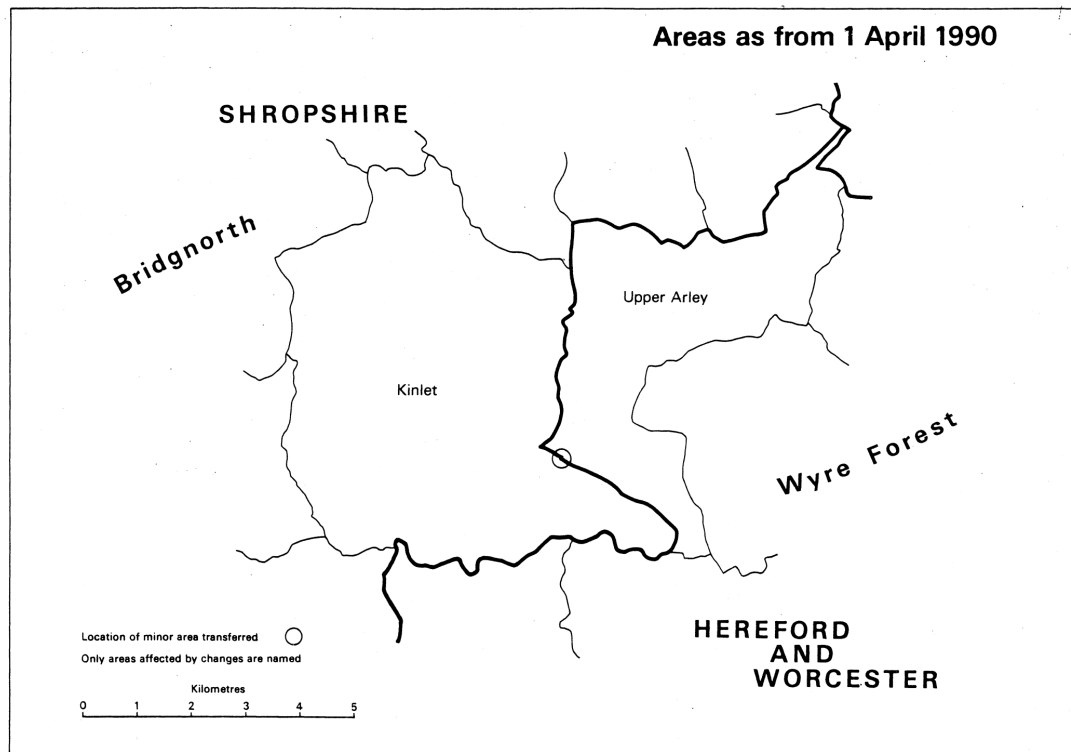 Areas as from 1 April 1990
SHROPSHIRE
Bridgnorth
Upper Arley
Kinlet
Wyre Forest
Location of minor area transferred
Only areas affected by changes are named
Kilometres
0 1 2 3 4 5
HEREFORD
AND
WORCESTER